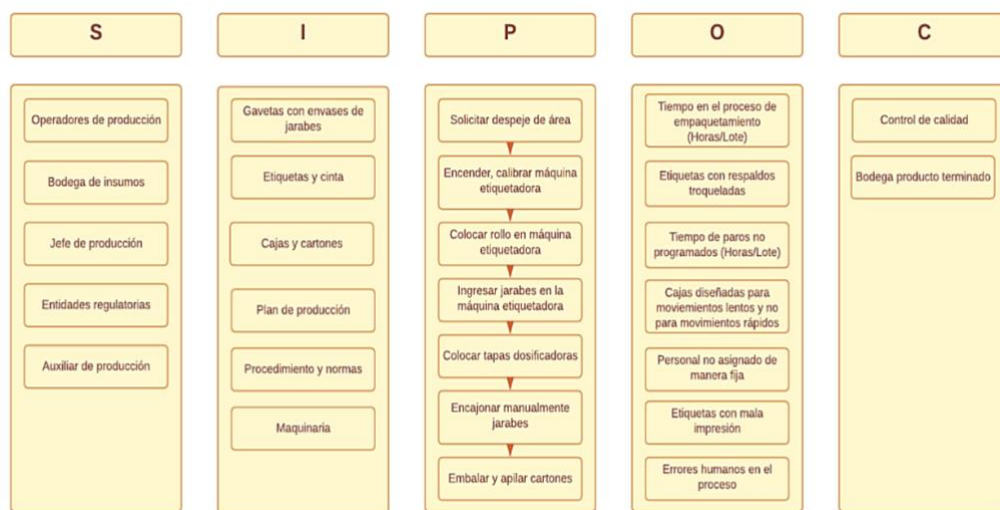 S
I
P
O
C
Operadores de producción
Bodega de insumos
Jefe de producción
Entidades regulatorias
Auxiliar de producción
Gavetas con envases de
jarabes
Etiquetas y cinta
Cajas y cartones
Plan de producción
Procedimiento y normas
Maquinaria
Solicitar despeje de área
Encender, calibrar máquina
etiquetadora
Colocar rollo en máquina
etiquetadora
Ingresar jarabes en la
máquina etiquetadora
Colocar tapas dosificadoras
Encajonar manualmente
jarabes
Embalar y apilar cartones
Tiempo en el proceso de
empaquetamiento
(Horas/Lote)
Etiquetas con respaldos
troqueladas
Tiempo de paros no
programados (Horas/Lote)
Cajas diseñadas para
moviemientos lentos y no
para movimientos rápidos
Personal no asignado de
manera fija
Etiquetas con mala
impresión
Errores humanos en el
proceso
Control de calidad
Bodega producto terminado